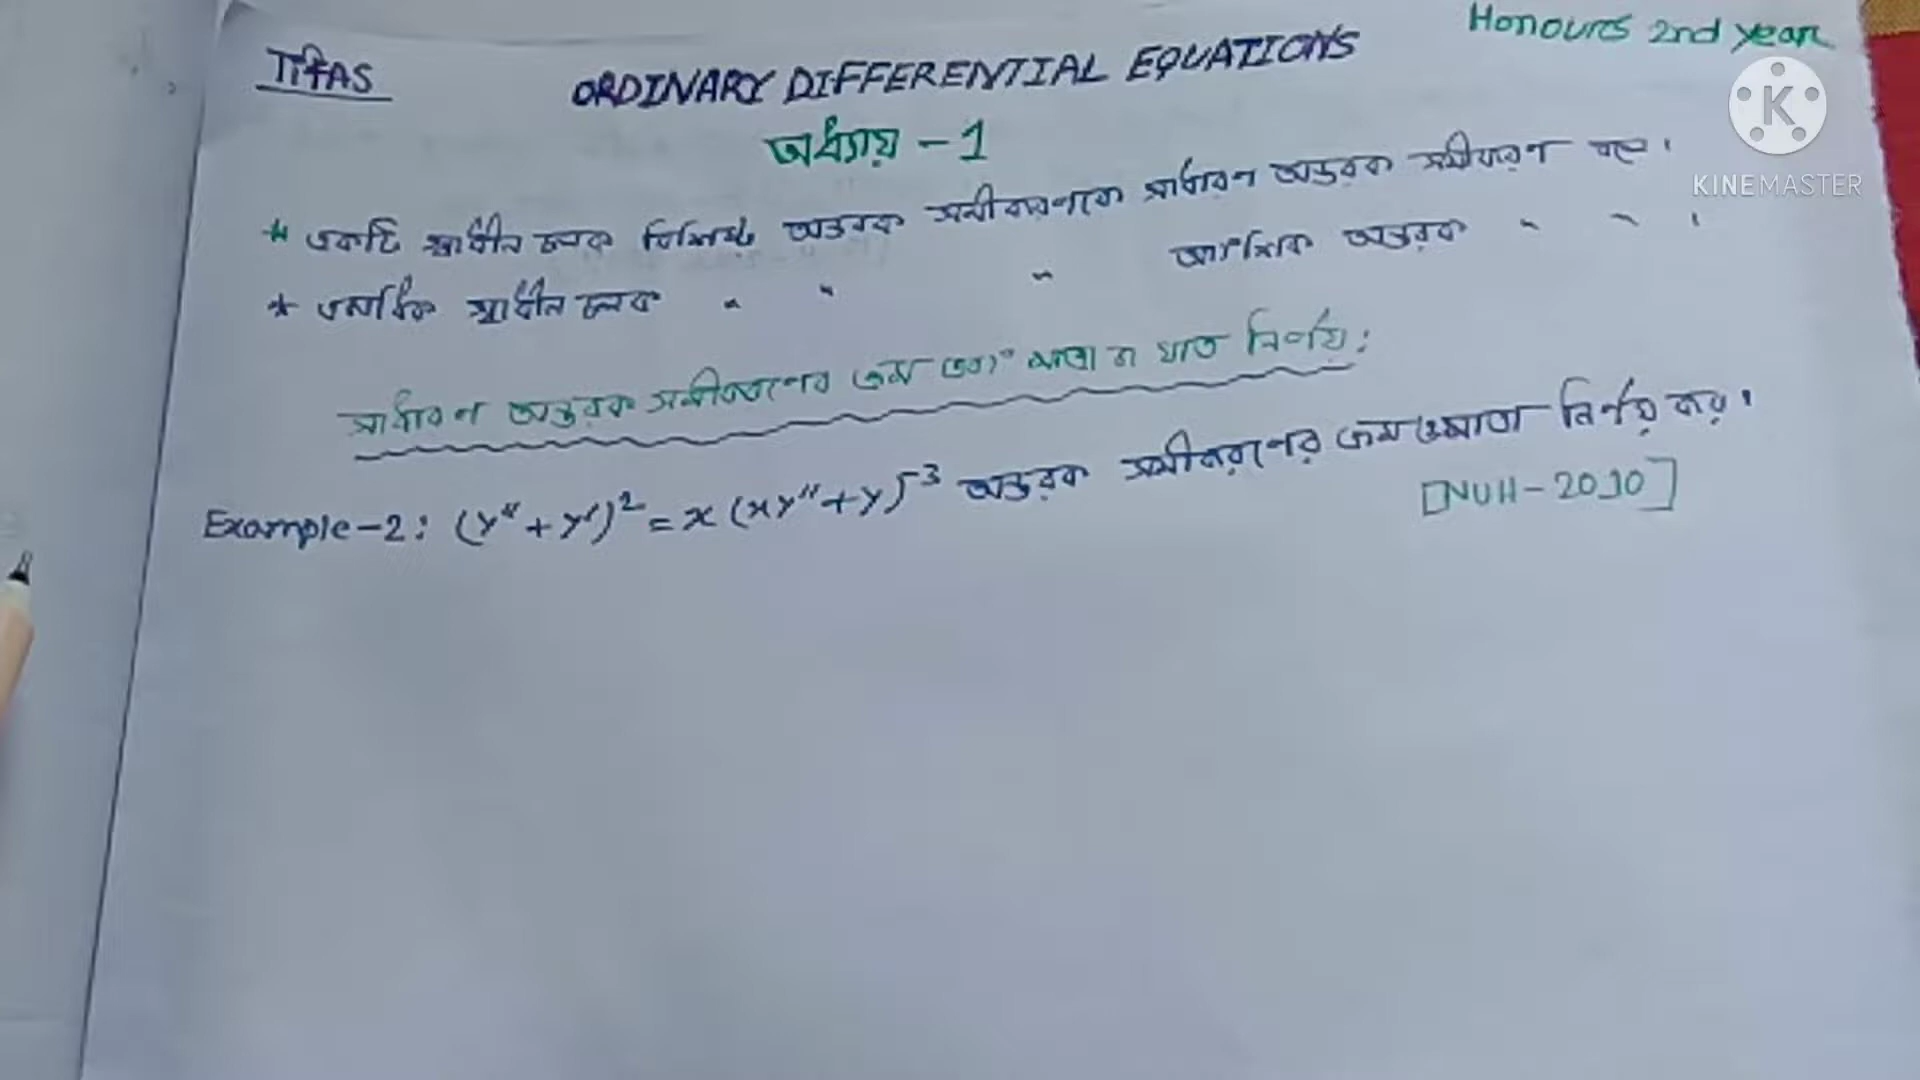 TITAS
ORDINARY DIFFERENTIAL EQUATIONS
Honours 2nd year
অধ্যায় - 1
KINEMASTER
* একটি স্বাধীন চলক বিশিষ্ট অন্তরক সমীকরণকে সাধারণ অন্তরক সমীকরণ বলে।
* একাধিক স্বাধীন চলক " " " আংশিক অন্তরক " " ।
সাধারণ অন্তরক সমীকরণের ক্রম এবং মাত্রা বা ঘাত নির্ণয়:
Example-2: (y" + y')² = x (xy" + y)⁻³ অন্তরক সমীকরণের ক্রম ও মাত্রা নির্ণয় কর।
[NUH-2010]